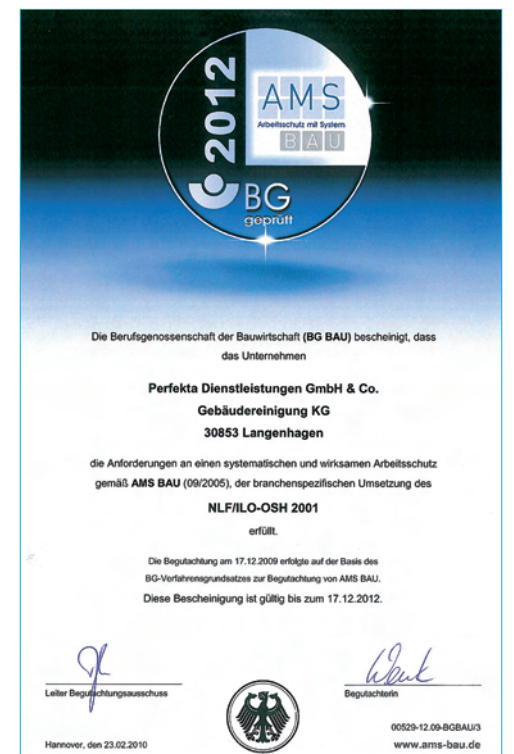 2012
AMS
Arbeitsschutz mit System
BAU
BG
geprüft
Die Berufsgenossenschaft der Bauwirtschaft (BG BAU) bescheinigt, dass
das Unternehmen
Perfekta Dienstleistungen GmbH & Co.
Gebäudereinigung KG
30853 Langenhagen
die Anforderungen an einen systematischen und wirksamen Arbeitsschutz
gemäß AMS BAU (09/2005), der branchenspezifischen Umsetzung des
NLF/ILO-OSH 2001
erfüllt.
Die Begutachtung am 17.12.2009 erfolgte auf der Basis des
BG-Verfahrensgrundsatzes zur Begutachtung von AMS BAU.
Diese Bescheinigung ist gültig bis zum 17.12.2012.
Leiter Begutachtungsausschuss
Begutachterin
00529-12.09-BGBAU/3
Hannover, den 23.02.2010
www.ams-bau.de